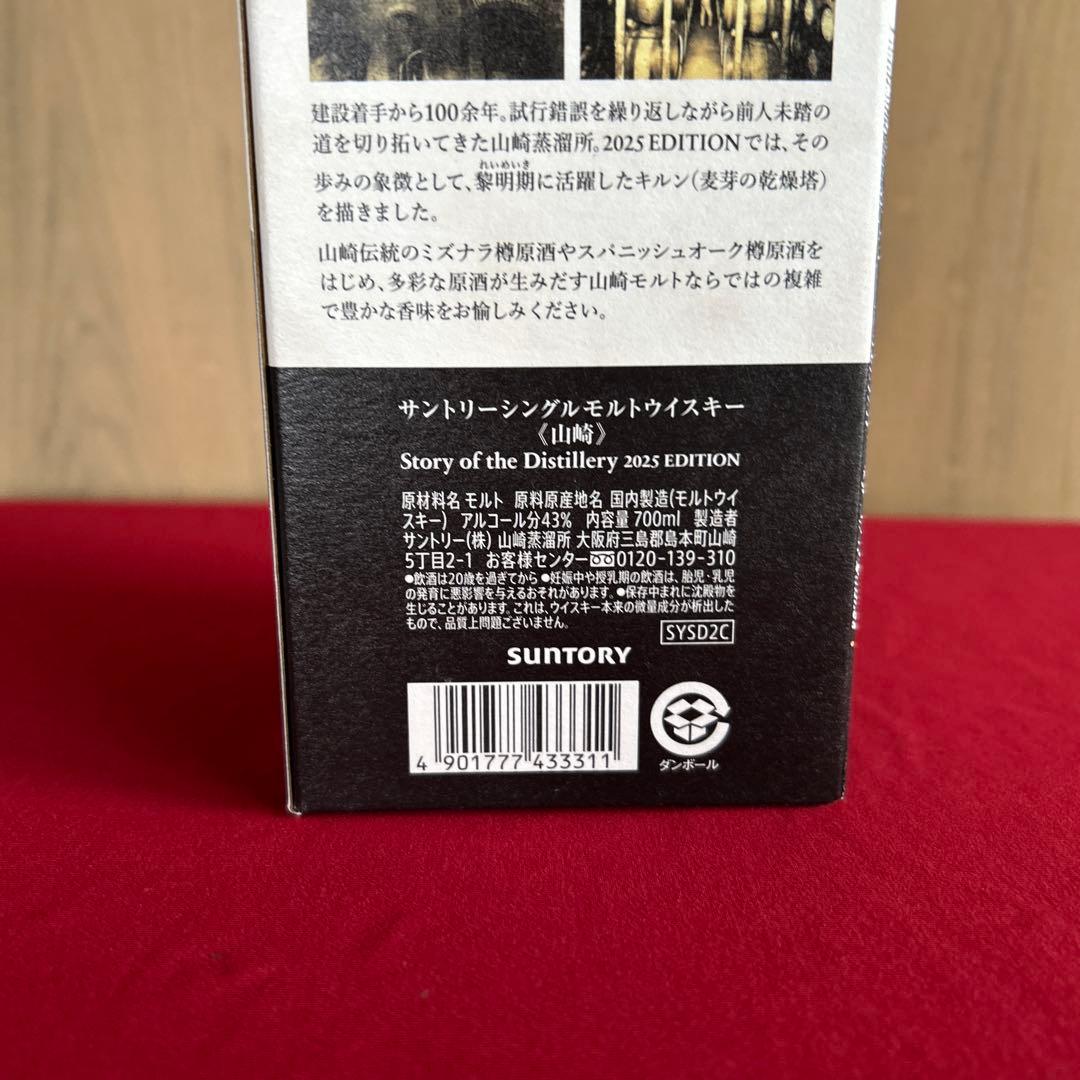 建設着手から100余年。試行錯誤を繰り返しながら前人未踏の
道を切り拓いてきた山崎蒸溜所。2025 EDITIONでは、その
れいめいき
歩みの象徴として、黎明期に活躍したキルン(麦芽の乾燥塔)
を描きました。
山崎伝統のミズナラ樽原酒やスパニッシュオーク樽原酒を
はじめ、多彩な原酒が生みだす山崎モルトならではの複雑
で豊かな香味をお愉しみください。
サントリーシングルモルトウイスキー
《山崎》
Story of the Distillery 2025 EDITION
原材料名 モルト 原料原産地名 国内製造(モルトウイ
スキー) アルコール分43% 内容量 700ml 製造者
サントリー(株) 山崎蒸溜所 大阪府三島郡島本町山崎
5丁目2-1 お客様センター 0120-139-310
●飲酒は20歳を過ぎてから ●妊娠中や授乳期の飲酒は、胎児・乳児
の発育に悪影響を与えるおそれがあります。●保存中まれに沈殿物を
生じることがあります。これは、ウイスキー本来の微量成分が析出した
もので、品質上問題ございません。
SYSD2C
SUNTORY
4 901777 433311
ダンボール